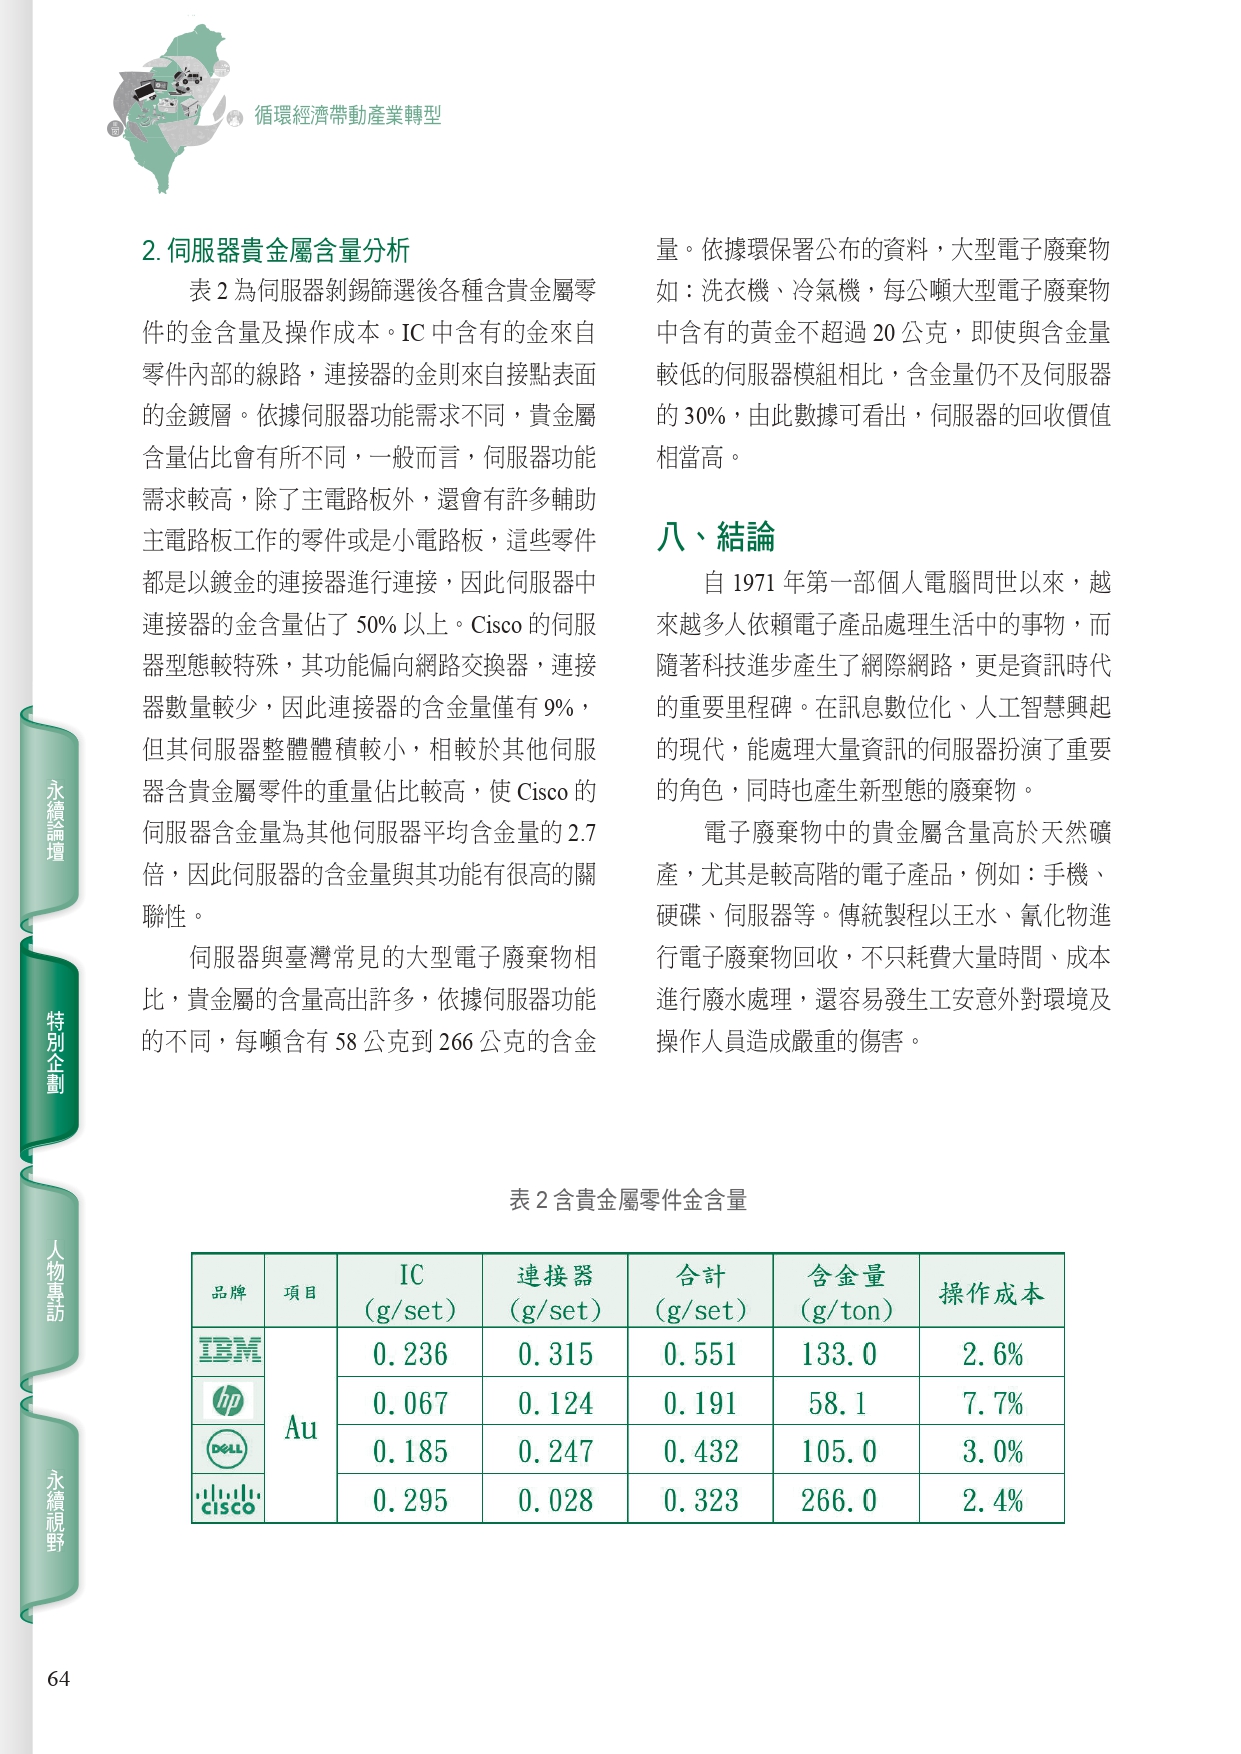 循環經濟帶動產業轉型
2. 伺服器貴金屬含量分析
表 2 為伺服器剝錫篩選後各種含貴金屬零
件的金含量及操作成本。IC 中含有的金來自
零件內部的線路，連接器的金則來自接點表面
的金鍍層。依據伺服器功能需求不同，貴金屬
含量佔比會有所不同，一般而言，伺服器功能
需求較高，除了主電路板外，還會有許多輔助
主電路板工作的零件或是小電路板，這些零件
都是以鍍金的連接器進行連接，因此伺服器中
連接器的金含量佔了 50% 以上。Cisco 的伺服
器型態較特殊，其功能偏向網路交換器，連接
器數量較少，因此連接器的含金量僅有 9%，
但其伺服器整體體積較小，相較於其他伺服
器含貴金屬零件的重量佔比較高，使 Cisco 的
伺服器含金量為其他伺服器平均含金量的 2.7
倍，因此伺服器的含金量與其功能有很高的關
聯性。
伺服器與臺灣常見的大型電子廢棄物相
比，貴金屬的含量高出許多，依據伺服器功能
的不同，每噸含有 58 公克到 266 公克的含金
量。依據環保署公布的資料，大型電子廢棄物
如：洗衣機、冷氣機，每公噸大型電子廢棄物
中含有的黃金不超過 20 公克，即使與含金量
較低的伺服器模組相比，含金量仍不及伺服器
的 30%，由此數據可看出，伺服器的回收價值
相當高。
八、結論
自 1971 年第一部個人電腦問世以來，越
來越多人依賴電子產品處理生活中的事物，而
隨著科技進步產生了網際網路，更是資訊時代
的重要里程碑。在訊息數位化、人工智慧興起
的現代，能處理大量資訊的伺服器扮演了重要
的角色，同時也產生新型態的廢棄物。
電子廢棄物中的貴金屬含量高於天然礦
產，尤其是較高階的電子產品，例如：手機、
硬碟、伺服器等。傳統製程以王水、氰化物進
行電子廢棄物回收，不只耗費大量時間、成本
進行廢水處理，還容易發生工安意外對環境及
操作人員造成嚴重的傷害。
表 2 含貴金屬零件金含量
品牌 項目 IC (g/set) 連接器 (g/set) 合計 (g/set) 含金量 (g/ton) 操作成本
IBM Au 0.236 0.315 0.551 133.0 2.6%
hp 0.067 0.124 0.191 58.1 7.7%
DELL 0.185 0.247 0.432 105.0 3.0%
CISCO 0.295 0.028 0.323 266.0 2.4%
永續論壇
特別企劃
人物專訪
永續視野
64